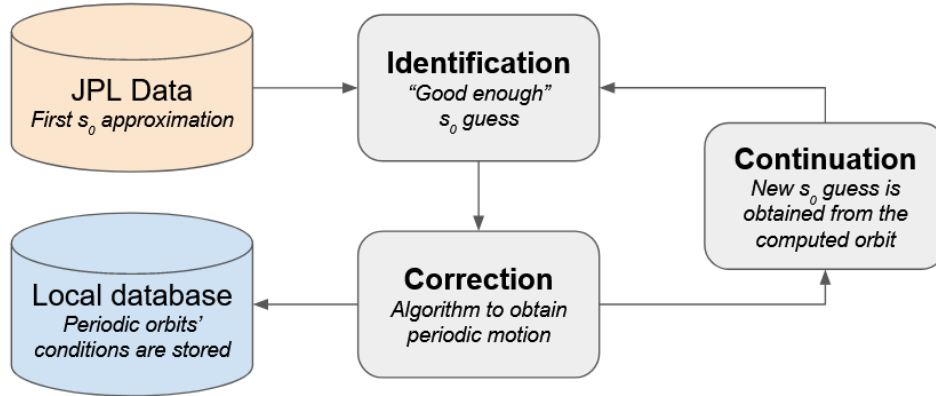 JPL Data
First s₀ approximation
Identification
“Good enough”
s₀ guess
Continuation
New s₀ guess is
obtained from the
computed orbit
Local database
Periodic orbits’
conditions are stored
Correction
Algorithm to obtain
periodic motion